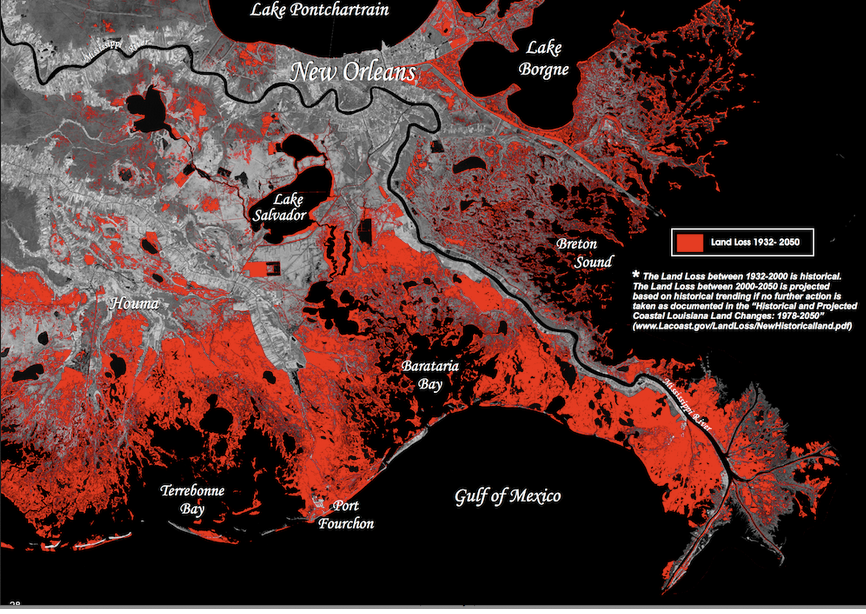 Lake Pontchartrain
Mississippi River
New Orleans
Lake
Borgne
Lake
Salvador
Breton
Sound
Land Loss 1932- 2050
* The Land Loss between 1932-2000 is historical.
The Land Loss between 2000-2050 is projected
based on historical trending if no further action is
taken as documented in the "Historical and Projected
Coastal Louisiana Land Changes: 1978-2050"
(www.Lacoast.gov/LandLoss/NewHistoricalland.pdf)
Houma
Barataria
Bay
Mississippi River
Terrebonne
Bay
Port
Fourchon
Gulf of Mexico